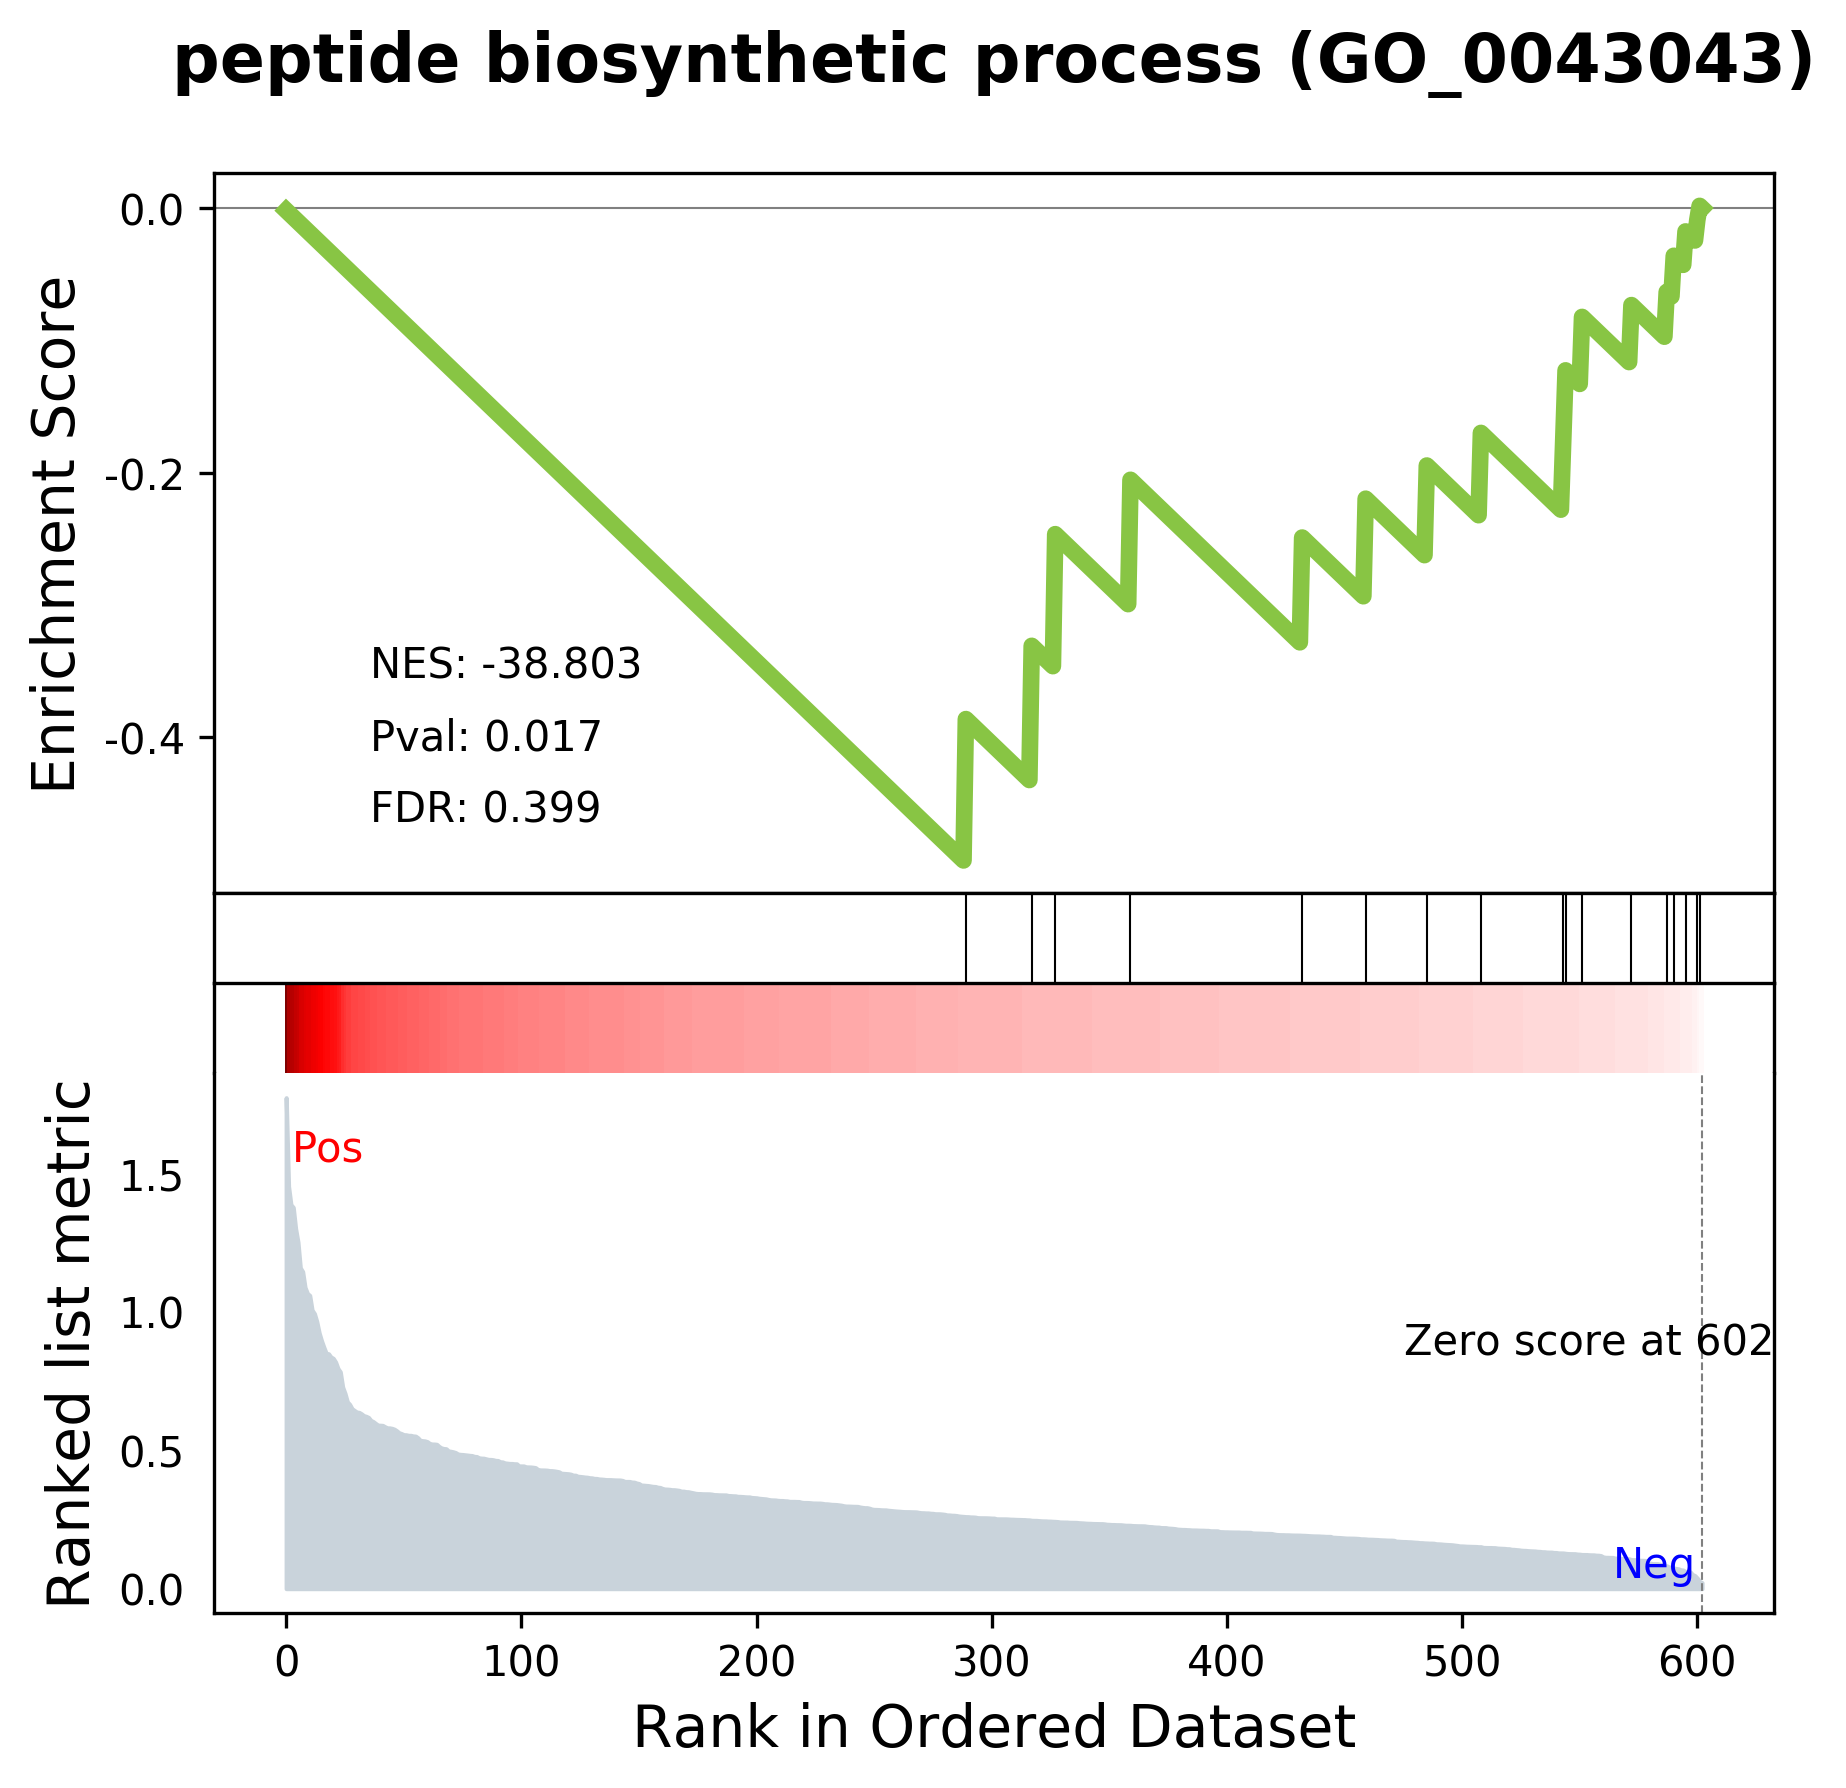 peptide biosynthetic process (GO_0043043)
Enrichment Score
0.0
-0.2
-0.4
NES: -38.803
Pval: 0.017
FDR: 0.399
Ranked list metric
Pos
1.5
1.0
0.5
0.0
Zero score at 602
Neg
0 100 200 300 400 500 600
Rank in Ordered Dataset